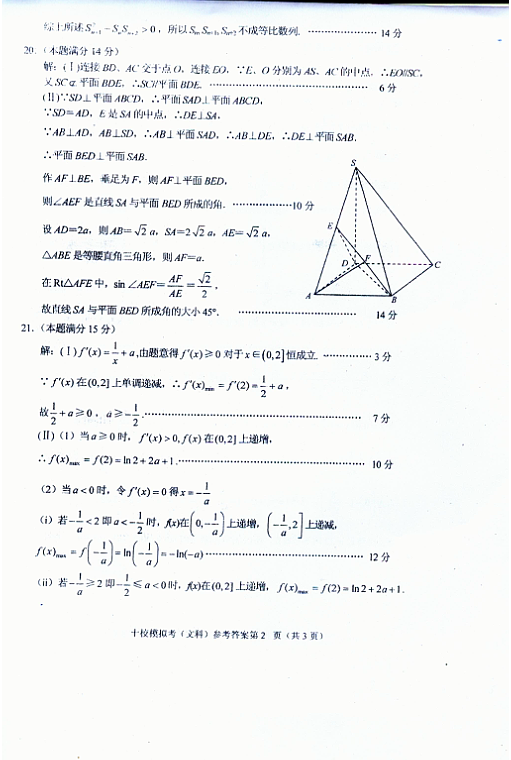 综上所述 S²ₙ₊₁ − SₙSₙ₊₂ > 0，所以 Sₙ, Sₙ₊₁, Sₙ₊₂ 不成等比数列. …………………… 14 分
20.（本题满分 14 分）
解：(Ⅰ)连接 BD、AC 交于点 O，连接 EO，∵E、O 分别为 AS、AC 的中点，∴EO∥SC，
又 SC⊄平面 BDE，∴SC∥平面 BDE. …………………………………… 6 分
(Ⅱ)∵SD⊥平面 ABCD，∴平面 SAD⊥平面 ABCD，
∵SD=AD，E 是 SA 的中点，∴DE⊥SA，
∵AB⊥AD，AB⊥SD，∴AB⊥平面 SAD，∴AB⊥DE，∴DE⊥平面 SAB，
∴平面 BED⊥平面 SAB.
作 AF⊥BE，垂足为 F，则 AF⊥平面 BED，
则∠AEF 是直线 SA 与平面 BED 所成的角. ………………10 分
设 AD=2a，则 AB=√2 a，SA=2√2 a，AE=√2 a，
△ABE 是等腰直角三角形，则 AF=a.
在 Rt△AFE 中，sin ∠AEF=AF/AE=√2/2，
故直线 SA 与平面 BED 所成角的大小 45°. ……………………………… 14 分
S
E
D
F
C
A
B
21.（本题满分 15 分）
解：(Ⅰ) f′(x)=1/x+a,由题意得 f′(x)≥0 对于 x∈(0,2]恒成立. …………… 3 分
∵ f′(x)在(0,2]上单调递减，∴ f′(x)min = f′(2)=1/2+a，
故 1/2+a≥0，a≥−1/2.…………………………………………………… 7 分
(Ⅱ)（1）当 a≥0 时，f′(x)>0, f(x)在(0,2]上递增，
∴ f(x)max = f(2)=ln2+2a+1.……………………………………………… 10 分
（2）当 a<0 时，令 f′(x)=0 得 x=−1/a
(i) 若−1/a<2 即 a<−1/2 时，f(x)在(0,−1/a)上递增，(−1/a,2]上递减，
f(x)max = f(−1/a)=ln(−1/a)=−ln(−a)………………………………………… 12 分
(ii) 若−1/a≥2 即−1/2≤a<0 时，f(x)在(0,2]上递增，f(x)max = f(2)=ln2+2a+1.
十校模拟考（文科）参考答案第 2 页（共 3 页）